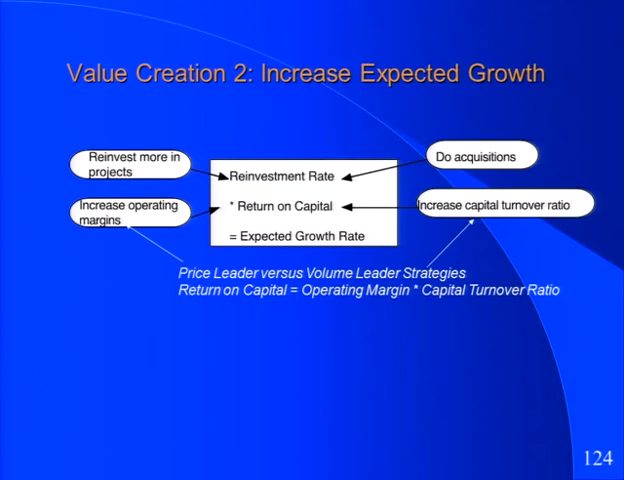 Value Creation 2: Increase Expected Growth
Reinvest more in
projects
Do acquisitions
Reinvestment Rate
Increase operating
margins
* Return on Capital
Increase capital turnover ratio
= Expected Growth Rate
Price Leader versus Volume Leader Strategies
Return on Capital = Operating Margin * Capital Turnover Ratio
124